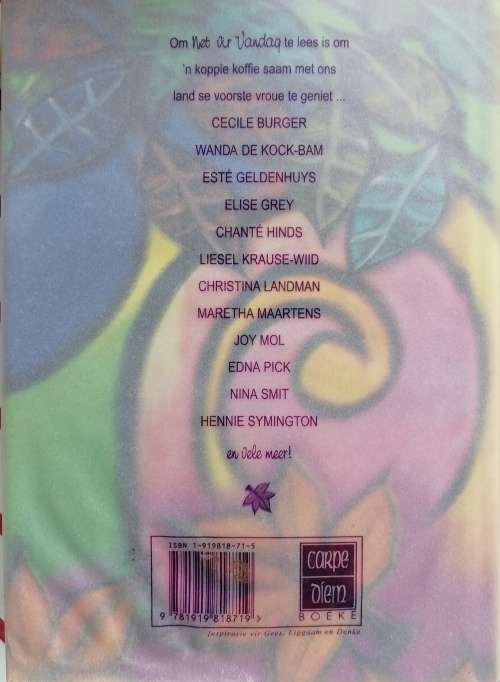 Om Net Vir Vandag te lees is om
'n koppie koffie saam met ons
land se voorste vroue te geniet ...
CECILE BURGER
WANDA DE KOCK-BAM
ESTÉ GELDENHUYS
ELISE GREY
CHANTÉ HINDS
LIESEL KRAUSE-WIID
CHRISTINA LANDMAN
MARETHA MAARTENS
JOY MOL
EDNA PICK
NINA SMIT
HENNIE SYMINGTON
en vele meer!
ISBN 1-919818-71-5
9 781919 818719 >
CARPE
DIEM
BOEKE
Inspirasie vir Gees, Liggaam en Denke